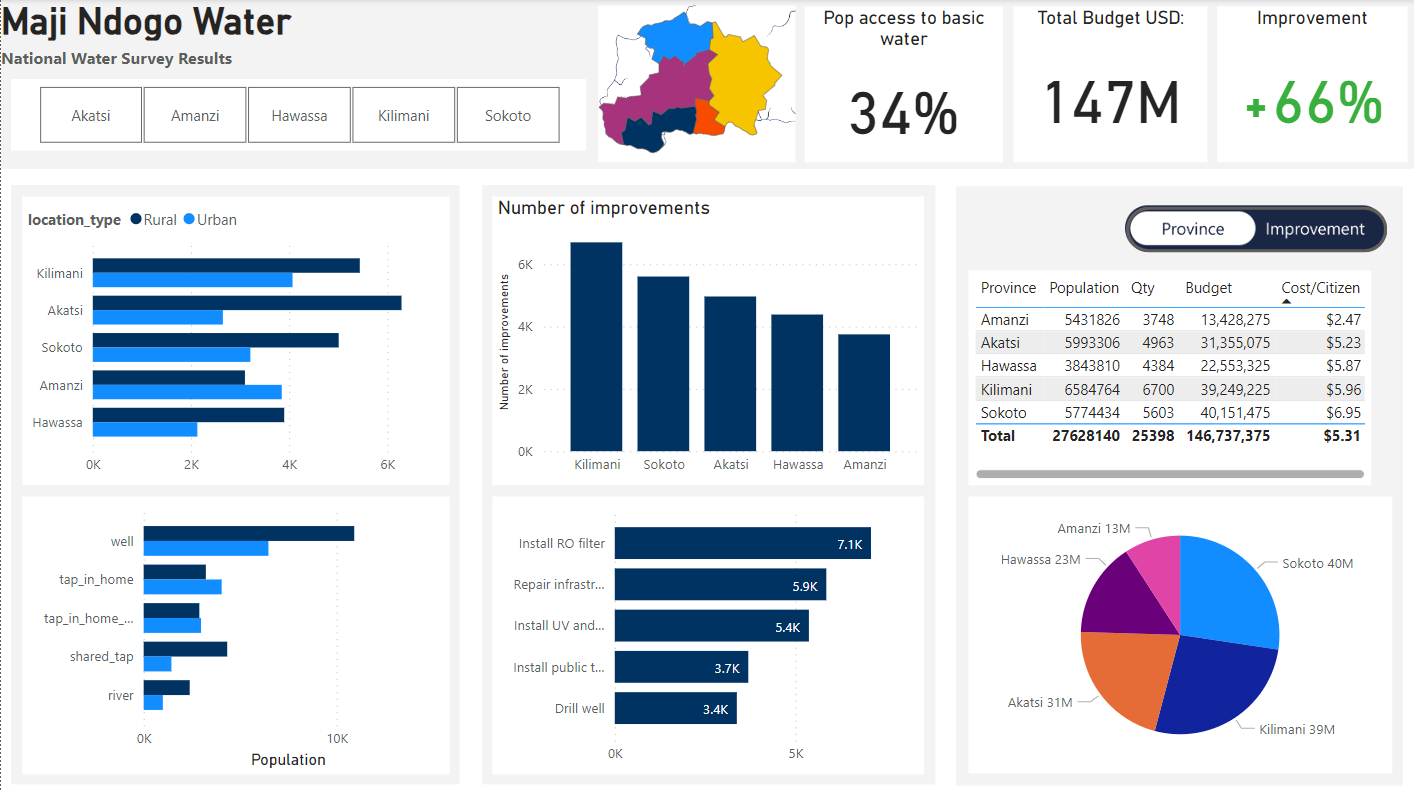 Maji Ndogo Water
National Water Survey Results
Akatsi
Amanzi
Hawassa
Kilimani
Sokoto
Pop access to basic
water
34%
Total Budget USD:
147M
Improvement
+66%
location_type Rural Urban
Kilimani
Akatsi
Sokoto
Amanzi
Hawassa
0K 2K 4K 6K
well
tap_in_home
tap_in_home_...
shared_tap
river
0K 10K
Population
Number of improvements
Number of improvements
6K
4K
2K
0K
Kilimani Sokoto Akatsi Hawassa Amanzi
Install RO filter 7.1K
Repair infrastr... 5.9K
Install UV and... 5.4K
Install public t... 3.7K
Drill well 3.4K
0K 5K
Province Improvement
Province Population Qty Budget Cost/Citizen
Amanzi 5431826 3748 13,428,275 $2.47
Akatsi 5993306 4963 31,355,075 $5.23
Hawassa 3843810 4384 22,553,325 $5.87
Kilimani 6584764 6700 39,249,225 $5.96
Sokoto 5774434 5603 40,151,475 $6.95
Total 27628140 25398 146,737,375 $5.31
Amanzi 13M
Hawassa 23M
Sokoto 40M
Akatsi 31M
Kilimani 39M